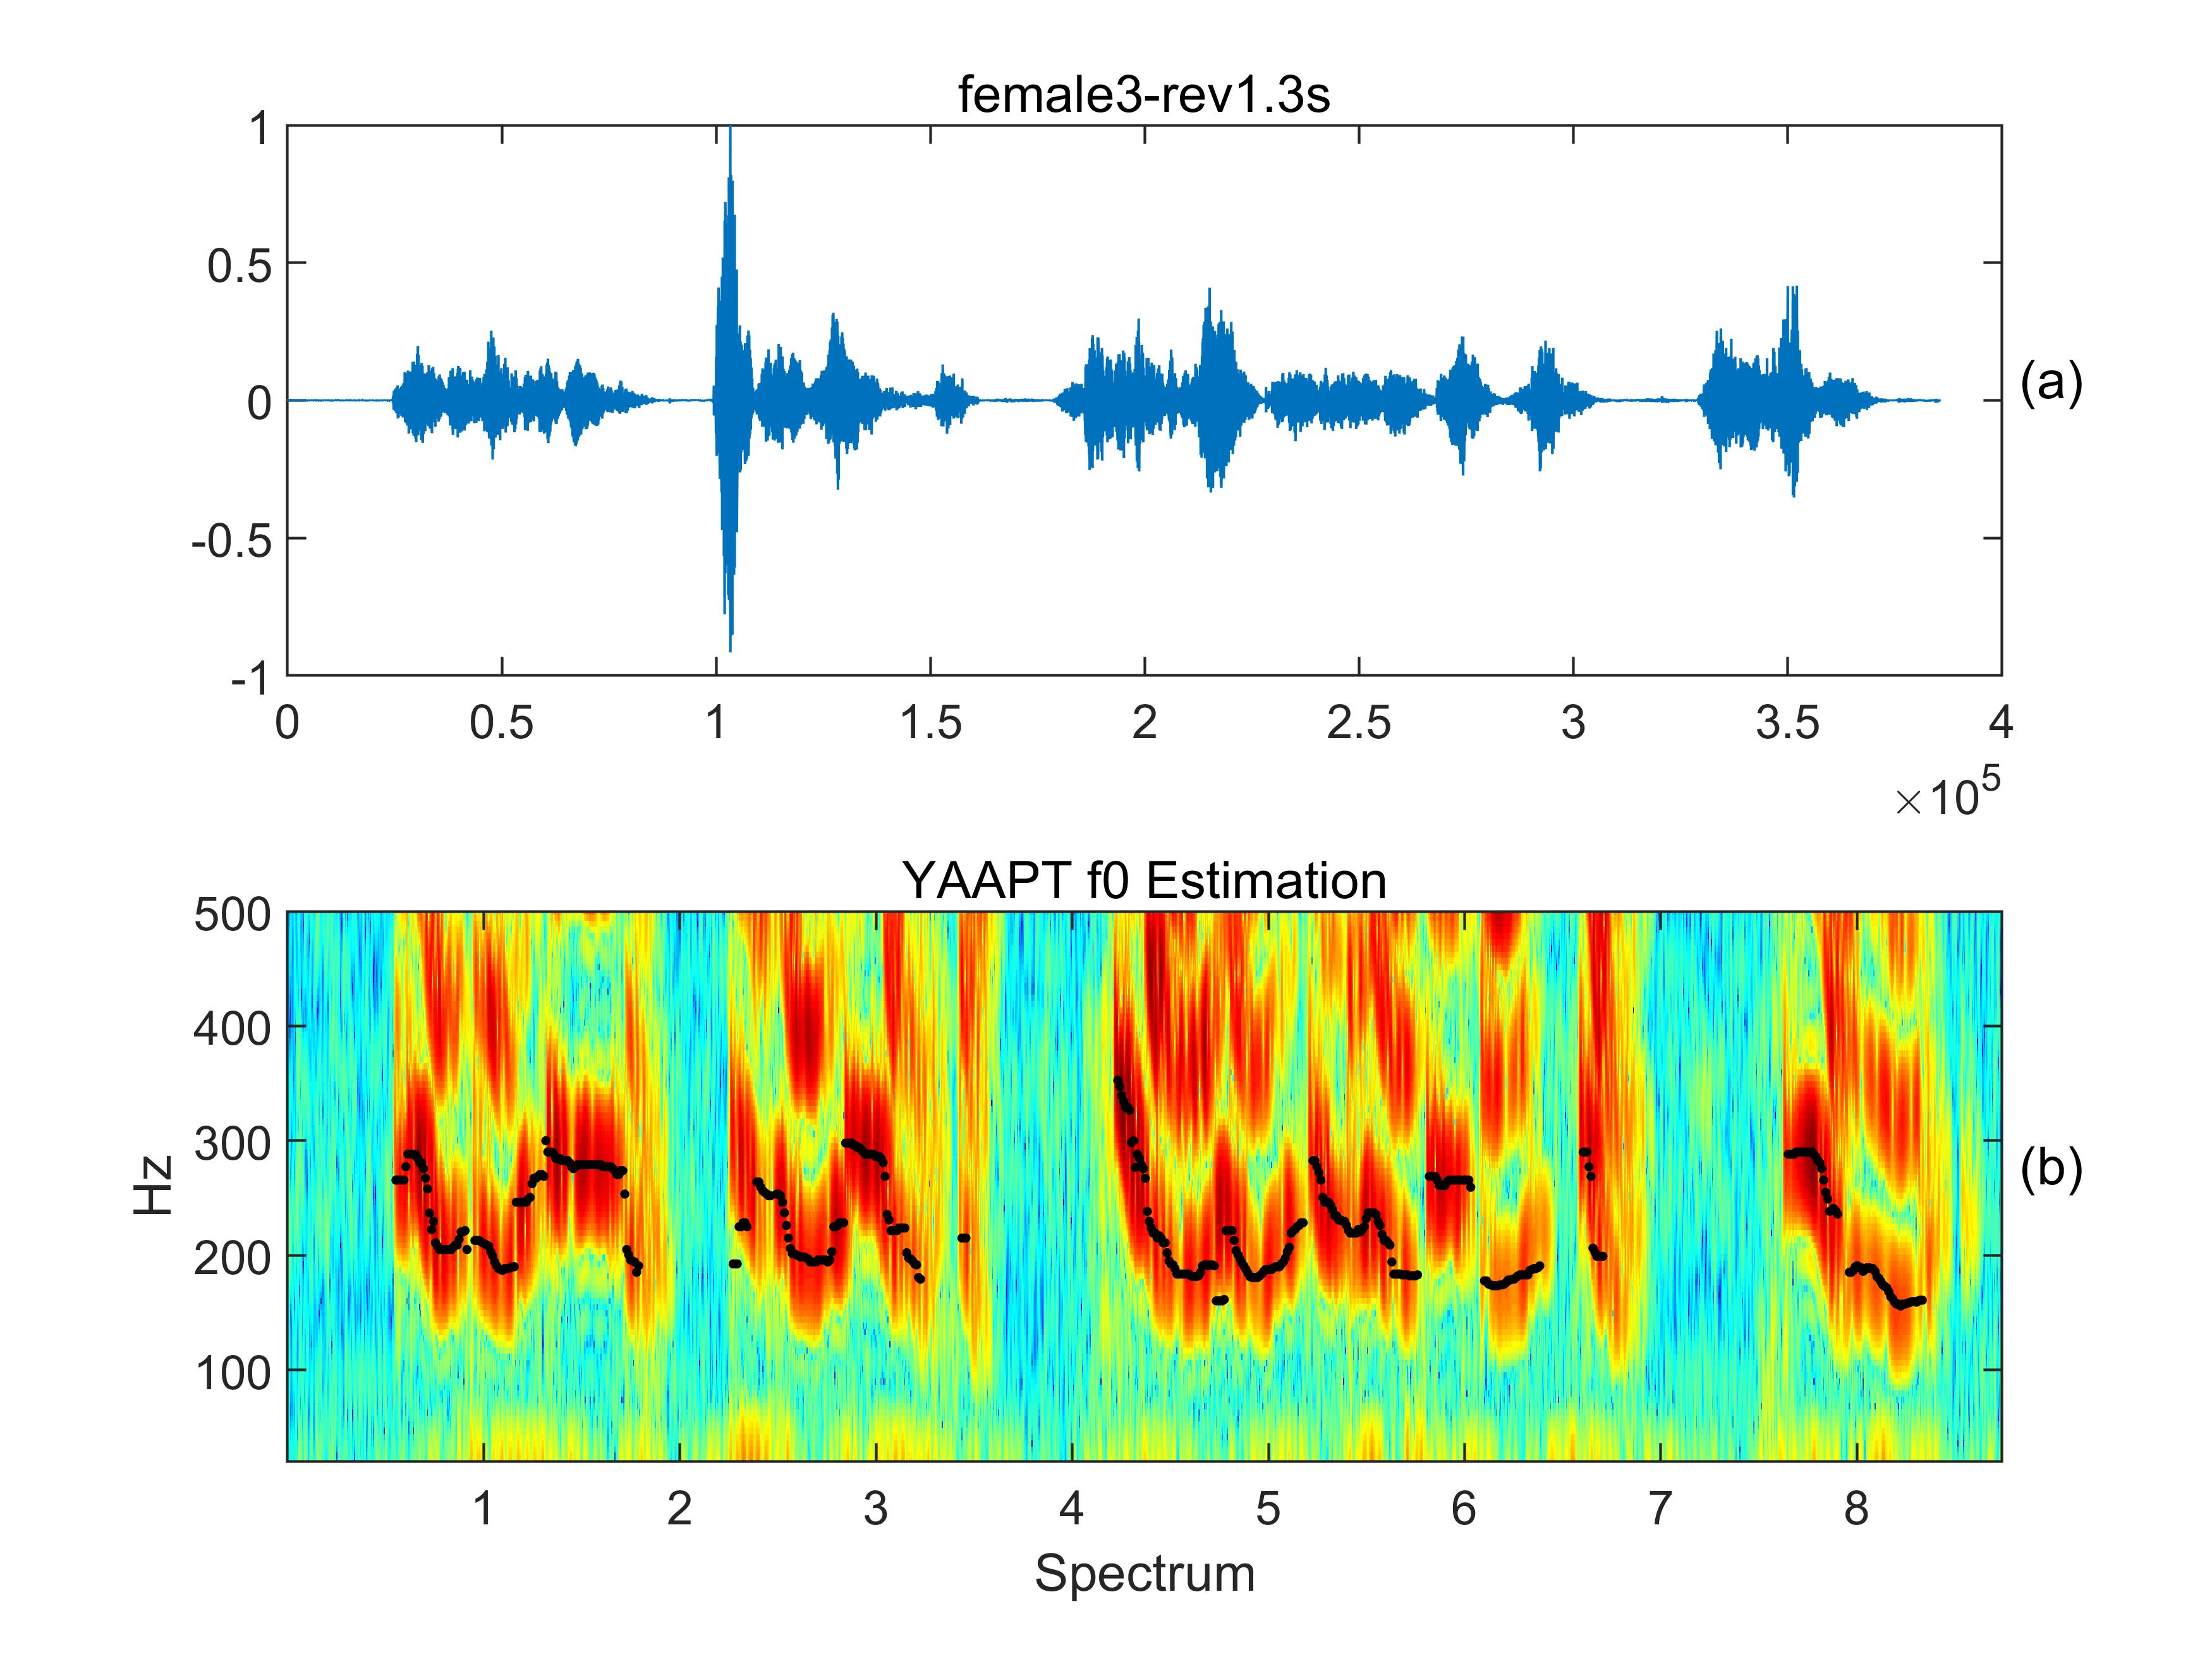 female3-rev1.3s
1
0.5
0
-0.5
-1
(a)
0 0.5 1 1.5 2 2.5 3 3.5 4
×10^5
YAAPT f0 Estimation
500
400
300
200
100
Hz
(b)
1 2 3 4 5 6 7 8
Spectrum